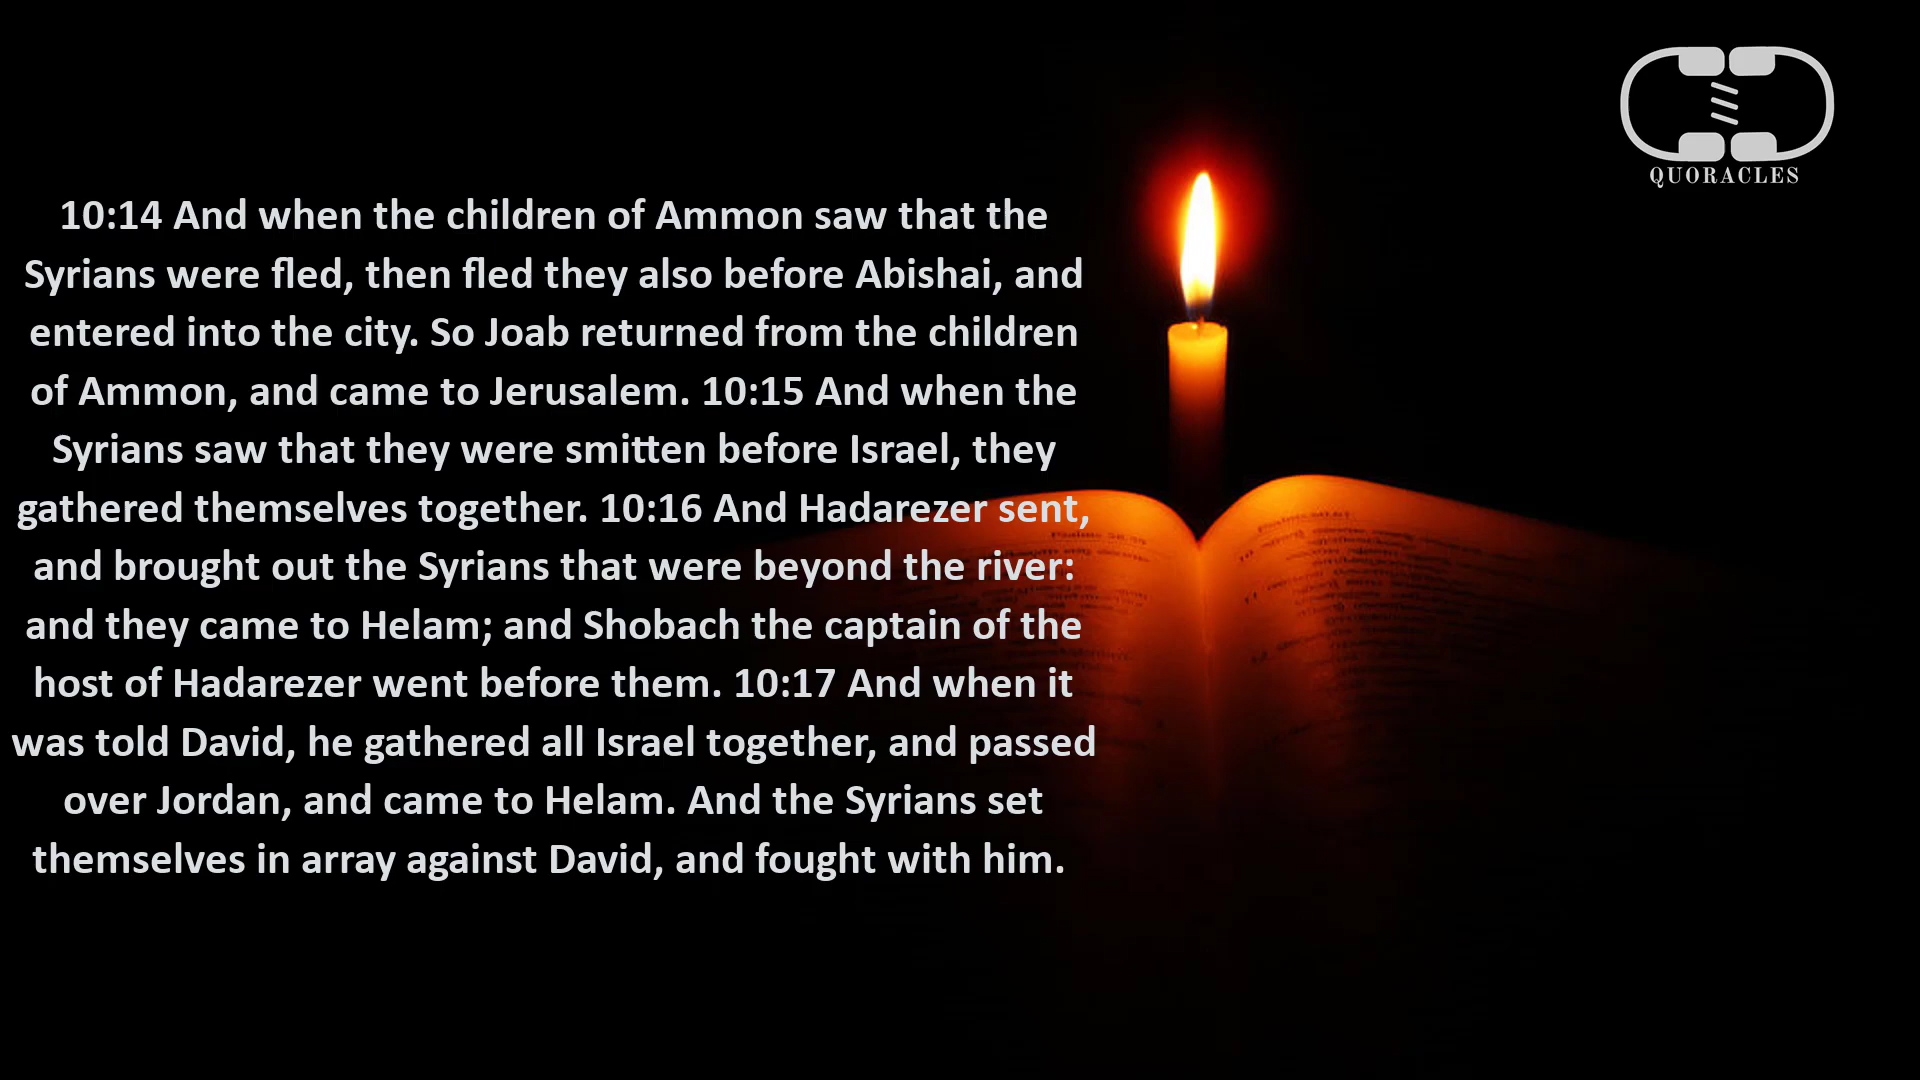 QUORACLES
10:14 And when the children of Ammon saw that the
Syrians were fled, then fled they also before Abishai, and
entered into the city. So Joab returned from the children
of Ammon, and came to Jerusalem. 10:15 And when the
Syrians saw that they were smitten before Israel, they
gathered themselves together. 10:16 And Hadarezer sent,
and brought out the Syrians that were beyond the river:
and they came to Helam; and Shobach the captain of the
host of Hadarezer went before them. 10:17 And when it
was told David, he gathered all Israel together, and passed
over Jordan, and came to Helam. And the Syrians set
themselves in array against David, and fought with him.